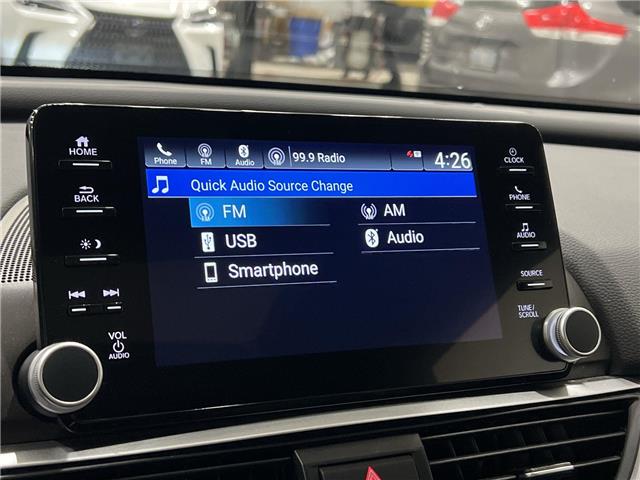 HOME
BACK
VOL
AUDIO
Phone
FM
Audio
99.9 Radio
4:26
Quick Audio Source Change
FM
AM
USB
Audio
Smartphone
CLOCK
PHONE
AUDIO
SOURCE
TUNE/
SCROLL